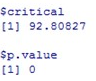 $critical
[1] 92.80827
$p.value
[1] 0